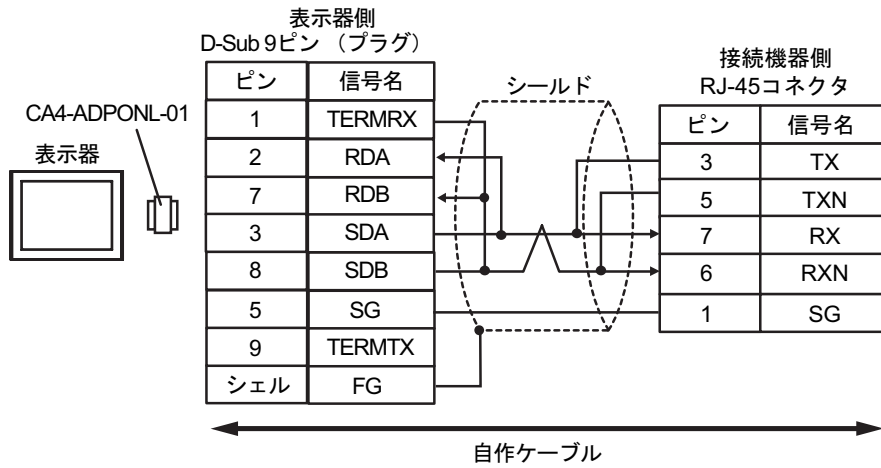 表示器側
D-Sub 9ピン （プラグ）
接続機器側
RJ-45コネクタ
シールド
CA4-ADPONL-01
表示器
ピン 信号名
1 TERMRX
2 RDA
7 RDB
3 SDA
8 SDB
5 SG
9 TERMTX
シェル FG
ピン 信号名
3 TX
5 TXN
7 RX
6 RXN
1 SG
自作ケーブル